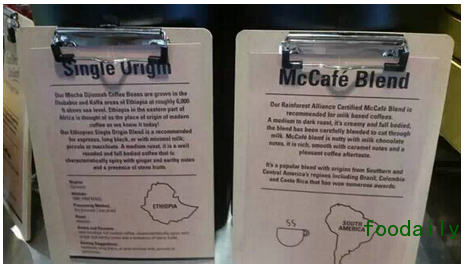 Single Origin
Our Mocha Djimmah Coffee Beans are grown in the
Illubabor and Kaffa areas of Ethiopia at roughly 6,000
ft above sea level. Ethiopia in the eastern part of
Africa is thought of as the place of origin of modern
coffee as we know it today!
Our Ethiopean Single Origin Blend is a recommended
for espresso, long black, or with minimal milk;
piccolo or macchiato. A medium roast, it is a well
rounded and full bodied coffee that is
characteristically spicy with ginger and earthy notes
and a presence of stone fruits.
Region:
Altitude:
Processing Method:
Roast:
ETHIOPIA
McCafé Blend
Our Rainforest Alliance Certified McCafé Blend is
recommended for milk based coffees.
A medium to dark roast, it's creamy and full bodied,
the blend has been carefully blended to cut through
milk. McCafé blend is nutty with milk chocolate
notes, it is rich, smooth with caramel notes and a
pleasant coffee aftertaste.
It's a popular blend with origins from Southern and
Central America's regions including Brazil, Colombia
and Costa Rica that has won numerous awards.
SOUTH
AMERICA
foodaily